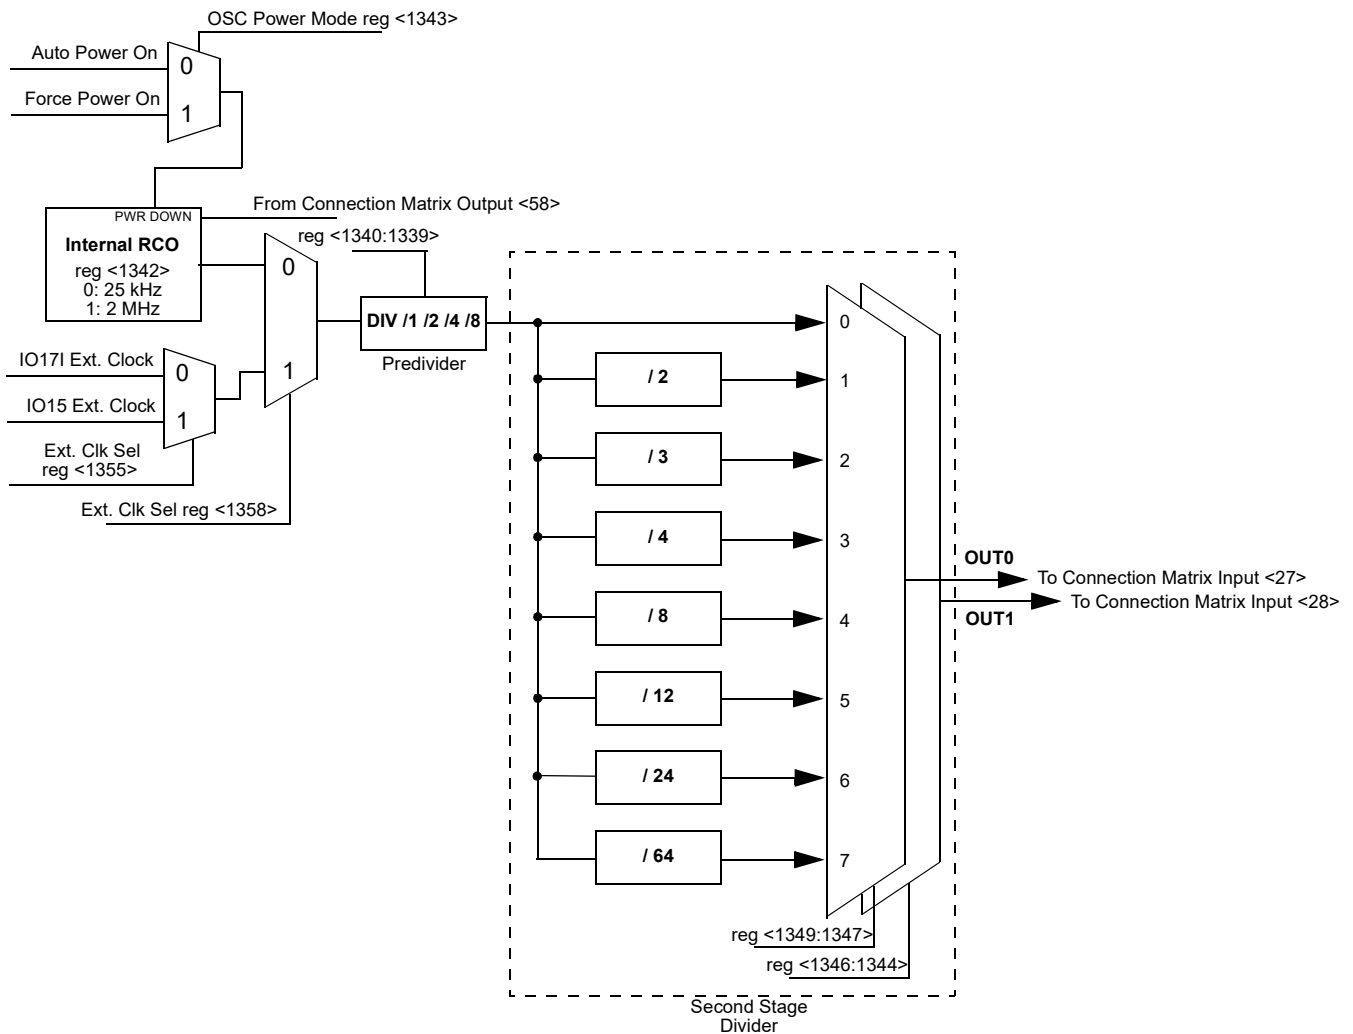 OSC Power Mode reg <1343>
Auto Power On
0
Force Power On
1
PWR DOWN
From Connection Matrix Output <58>
Internal RCO
reg <1342>
0: 25 kHz
1: 2 MHz
reg <1340:1339>
0
DIV /1 /2 /4 /8
Predivider
0
IO17I Ext. Clock
0
1
/ 2
1
IO15 Ext. Clock
1
Ext. Clk Sel
reg <1355>
/ 3
2
Ext. Clk Sel reg <1358>
/ 4
3
OUT0
To Connection Matrix Input <27>
To Connection Matrix Input <28>
OUT1
/ 8
4
/ 12
5
/ 24
6
/ 64
7
reg <1349:1347>
reg <1346:1344>
Second Stage
Divider